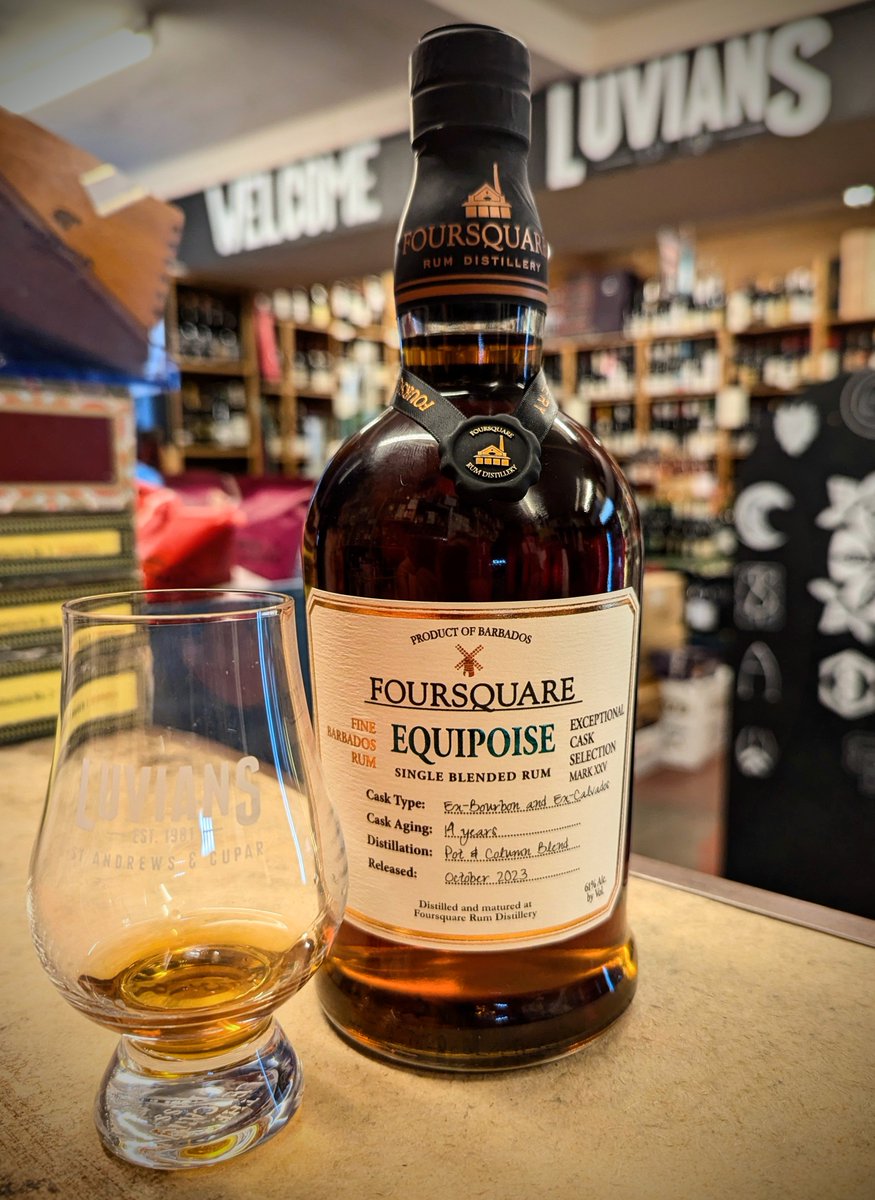 WELCOME
LUVIANS
FOURSQUARE
RUM DISTILLERY
FOURSQUARE
RUM DISTILLERY
PRODUCT OF BARBADOS
FOURSQUARE
FINE
BARBADOS
RUM
EQUIPOISE
SINGLE BLENDED RUM
EXCEPTIONAL
CASK
SELECTION
MARK XXV
Cask Type: Ex-Bourbon and Ex-Calvados
Cask Aging: 14 years
Distillation: Pot & Column Blend
Released: October 2023
61% Alc.
by Vol.
Distilled and matured at
Foursquare Rum Distillery
LUVIANS
EST. 1981
ST ANDREWS & CUPAR